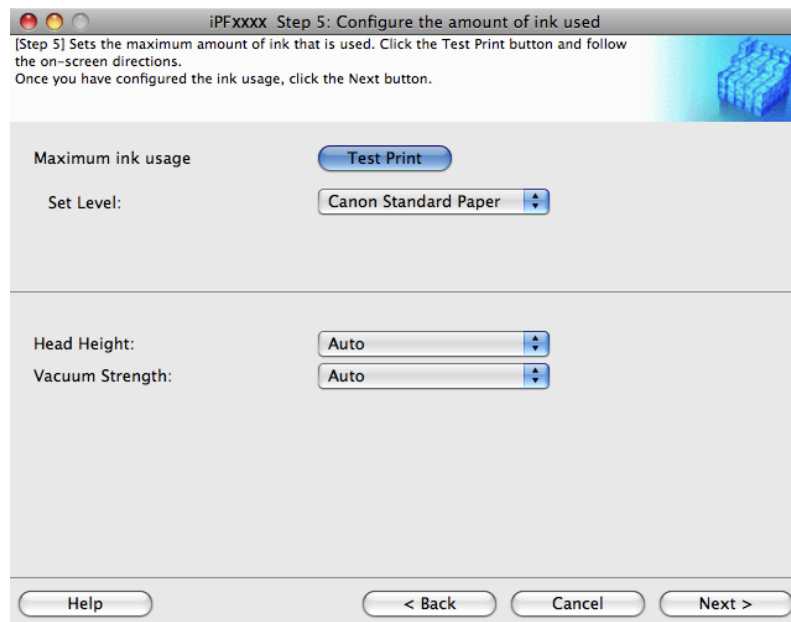 iPFxxxx Step 5: Configure the amount of ink used
[Step 5] Sets the maximum amount of ink that is used. Click the Test Print button and follow
the on-screen directions.
Once you have configured the ink usage, click the Next button.
Maximum ink usage Test Print
Set Level: Canon Standard Paper
Head Height: Auto
Vacuum Strength: Auto
Help < Back Cancel Next >